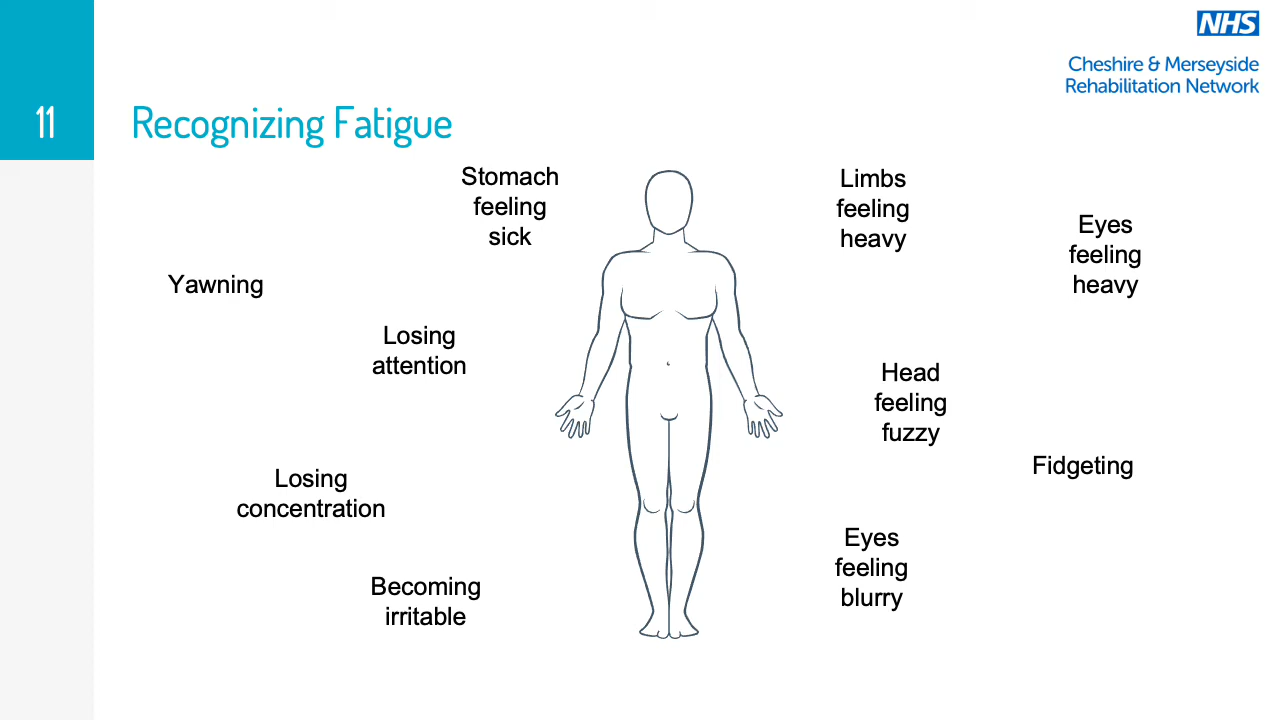 NHS
Cheshire & Merseyside
Rehabilitation Network
11
Recognizing Fatigue
Stomach
feeling
sick
Limbs
feeling
heavy
Eyes
feeling
heavy
Yawning
Losing
attention
Head
feeling
fuzzy
Fidgeting
Losing
concentration
Eyes
feeling
blurry
Becoming
irritable